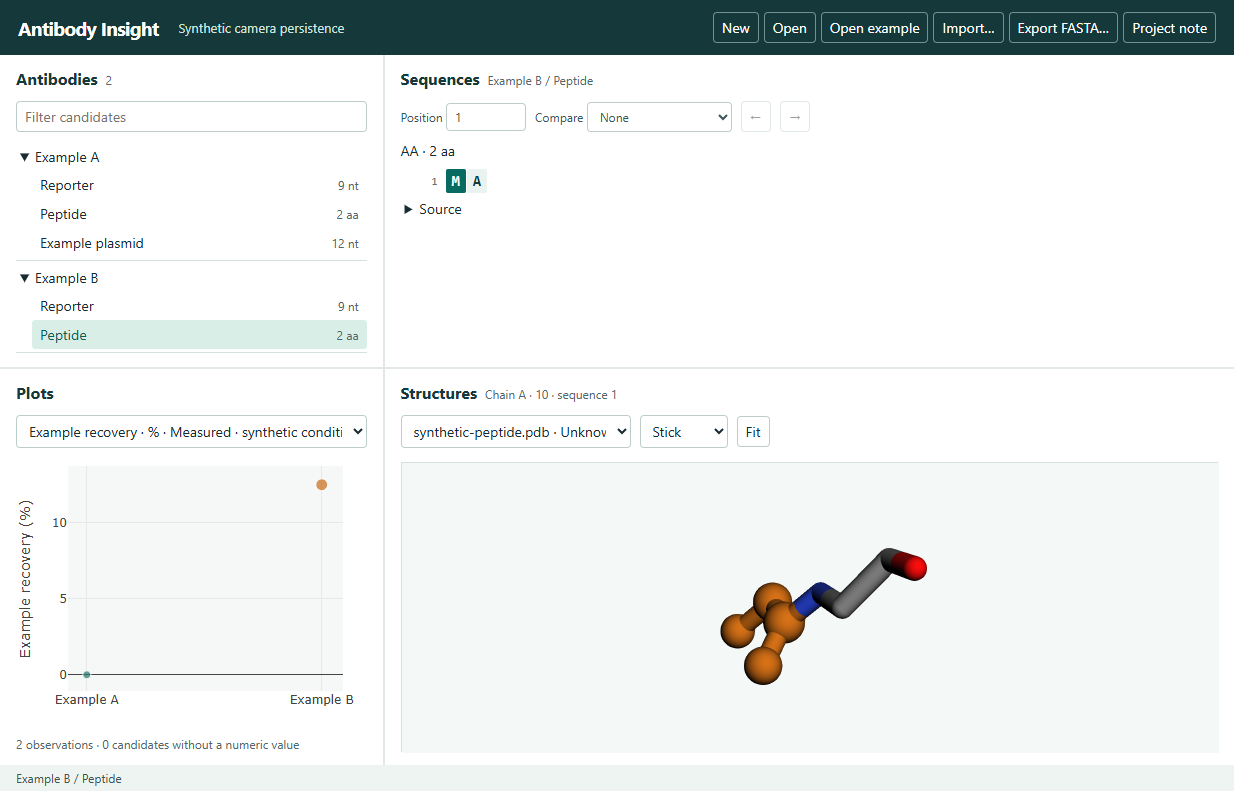 Antibody Insight Synthetic camera persistence New Open Open example Import... Export FASTA... Project note
Antibodies 2
Filter candidates
▼ Example A
Reporter 9 nt
Peptide 2 aa
Example plasmid 12 nt
▼ Example B
Reporter 9 nt
Peptide 2 aa
Sequences Example B / Peptide
Position 1 Compare None ← →
AA · 2 aa
1 M A
▶ Source
Plots
Example recovery · % · Measured · synthetic conditi
Example recovery (%)
10
5
0
Example A Example B
2 observations · 0 candidates without a numeric value
Structures Chain A · 10 · sequence 1
synthetic-peptide.pdb · Unknow Stick Fit
Example B / Peptide